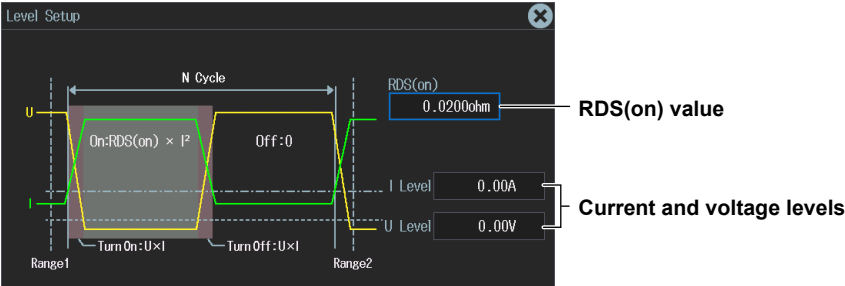 Level Setup
N Cycle
RDS(on)
U
0.0200ohm
RDS(on) value
On:RDS(on) × I²
Off:0
I Level
0.00A
I
Current and voltage levels
U Level
0.00V
Turn On:U×I
Turn Off:U×I
Range1
Range2